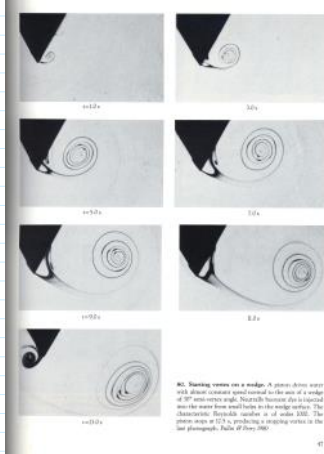 t=1.0 s
3.0 s
t=5.0 s
7.0 s
t=9.0 s
11.0 s
80. Starting vortex on a wedge. A piston drives water
with almost constant speed normal to the axis of a wedge
of 30° semi-vertex angle. Neutrally buoyant dye is injected
into the water from small holes in the wedge surface. The
characteristic Reynolds number is of order 1000. The
piston stops at 12.5 s, producing a stopping vortex in the
last photograph. Pullin & Perry 1980
47